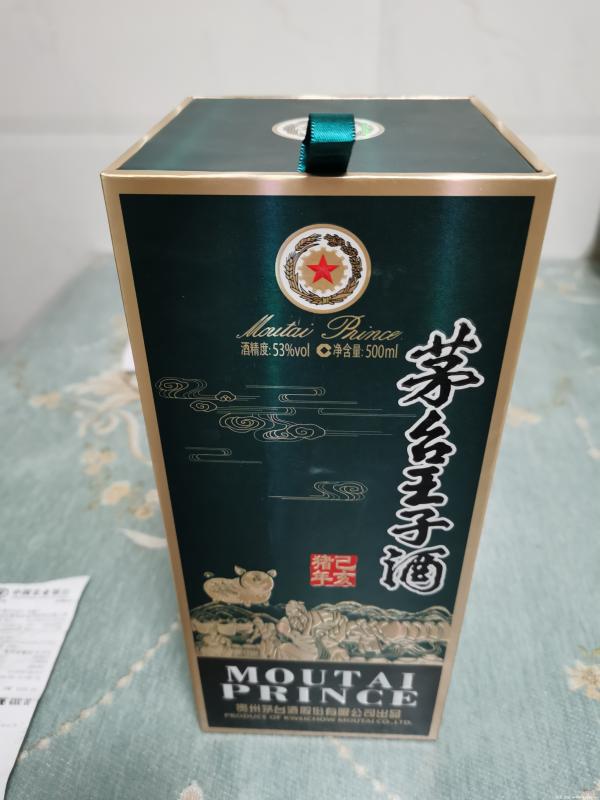 Moutai Prince
酒精度:53%vol 净含量:500ml
茅台王子酒
己亥
猪年
MOUTAI
PRINCE
贵州茅台酒股份有限公司出品
PRODUCE OF KWEICHOW MOUTAI CO., LTD.